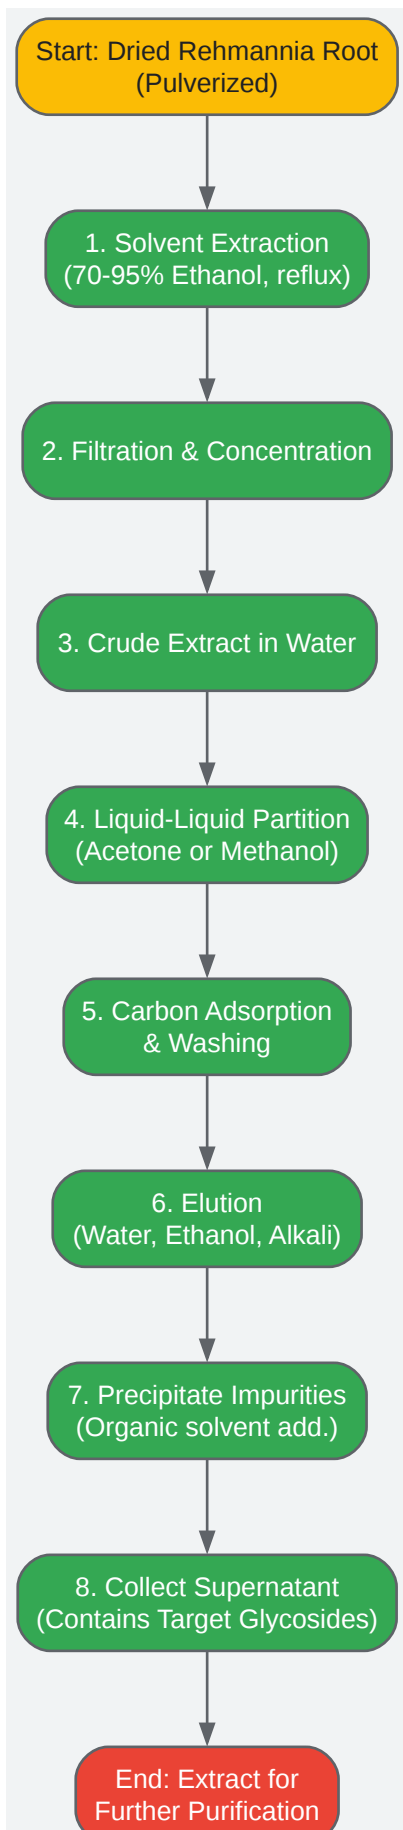 Start: Dried Rehmannia Root
(Pulverized)
1. Solvent Extraction
(70-95% Ethanol, reflux)
2. Filtration & Concentration
3. Crude Extract in Water
4. Liquid-Liquid Partition
(Acetone or Methanol)
5. Carbon Adsorption
& Washing
6. Elution
(Water, Ethanol, Alkali)
7. Precipitate Impurities
(Organic solvent add.)
8. Collect Supernatant
(Contains Target Glycosides)
End: Extract for
Further Purification